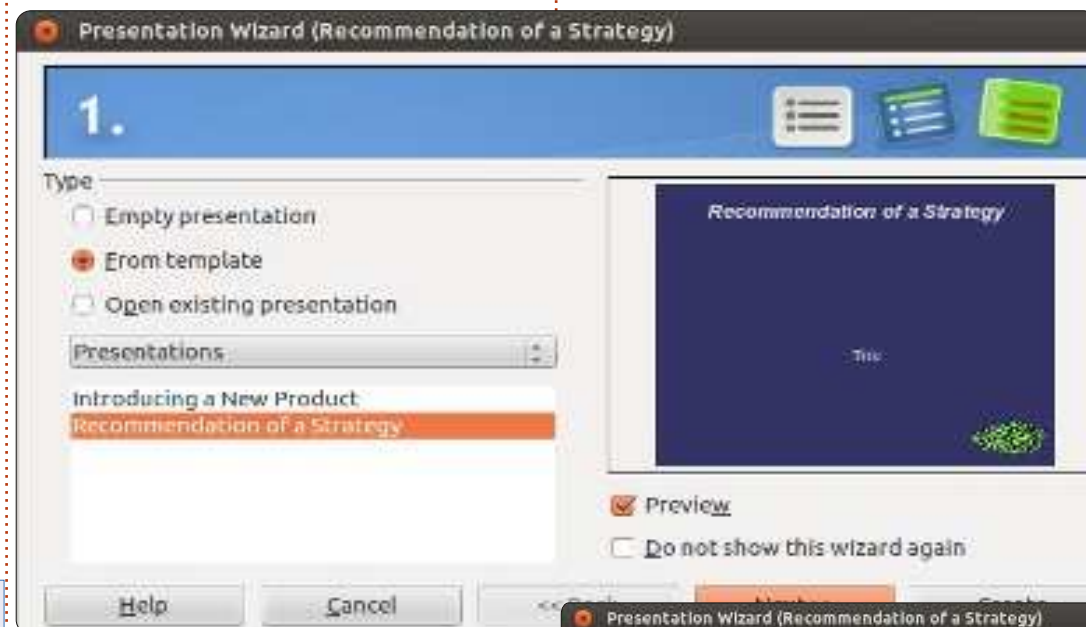 Presentation Wizard (Recommendation of a Strategy)
1.
Type
Empty presentation
From template
Open existing presentation
Presentations
Introducing a New Product
Recommendation of a Strategy
Recommendation of a Strategy
Title
Preview
Do not show this wizard again
Help
Cancel
<<
Presentation Wizard (Recommendation of a Strategy)